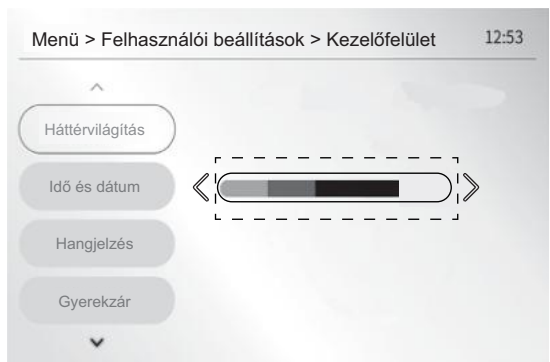 Menü > Felhasználói beállítások > Kezelőfelület 12:53
Háttérvilágítás
Idő és dátum
Hangjelzés
Gyerekzár